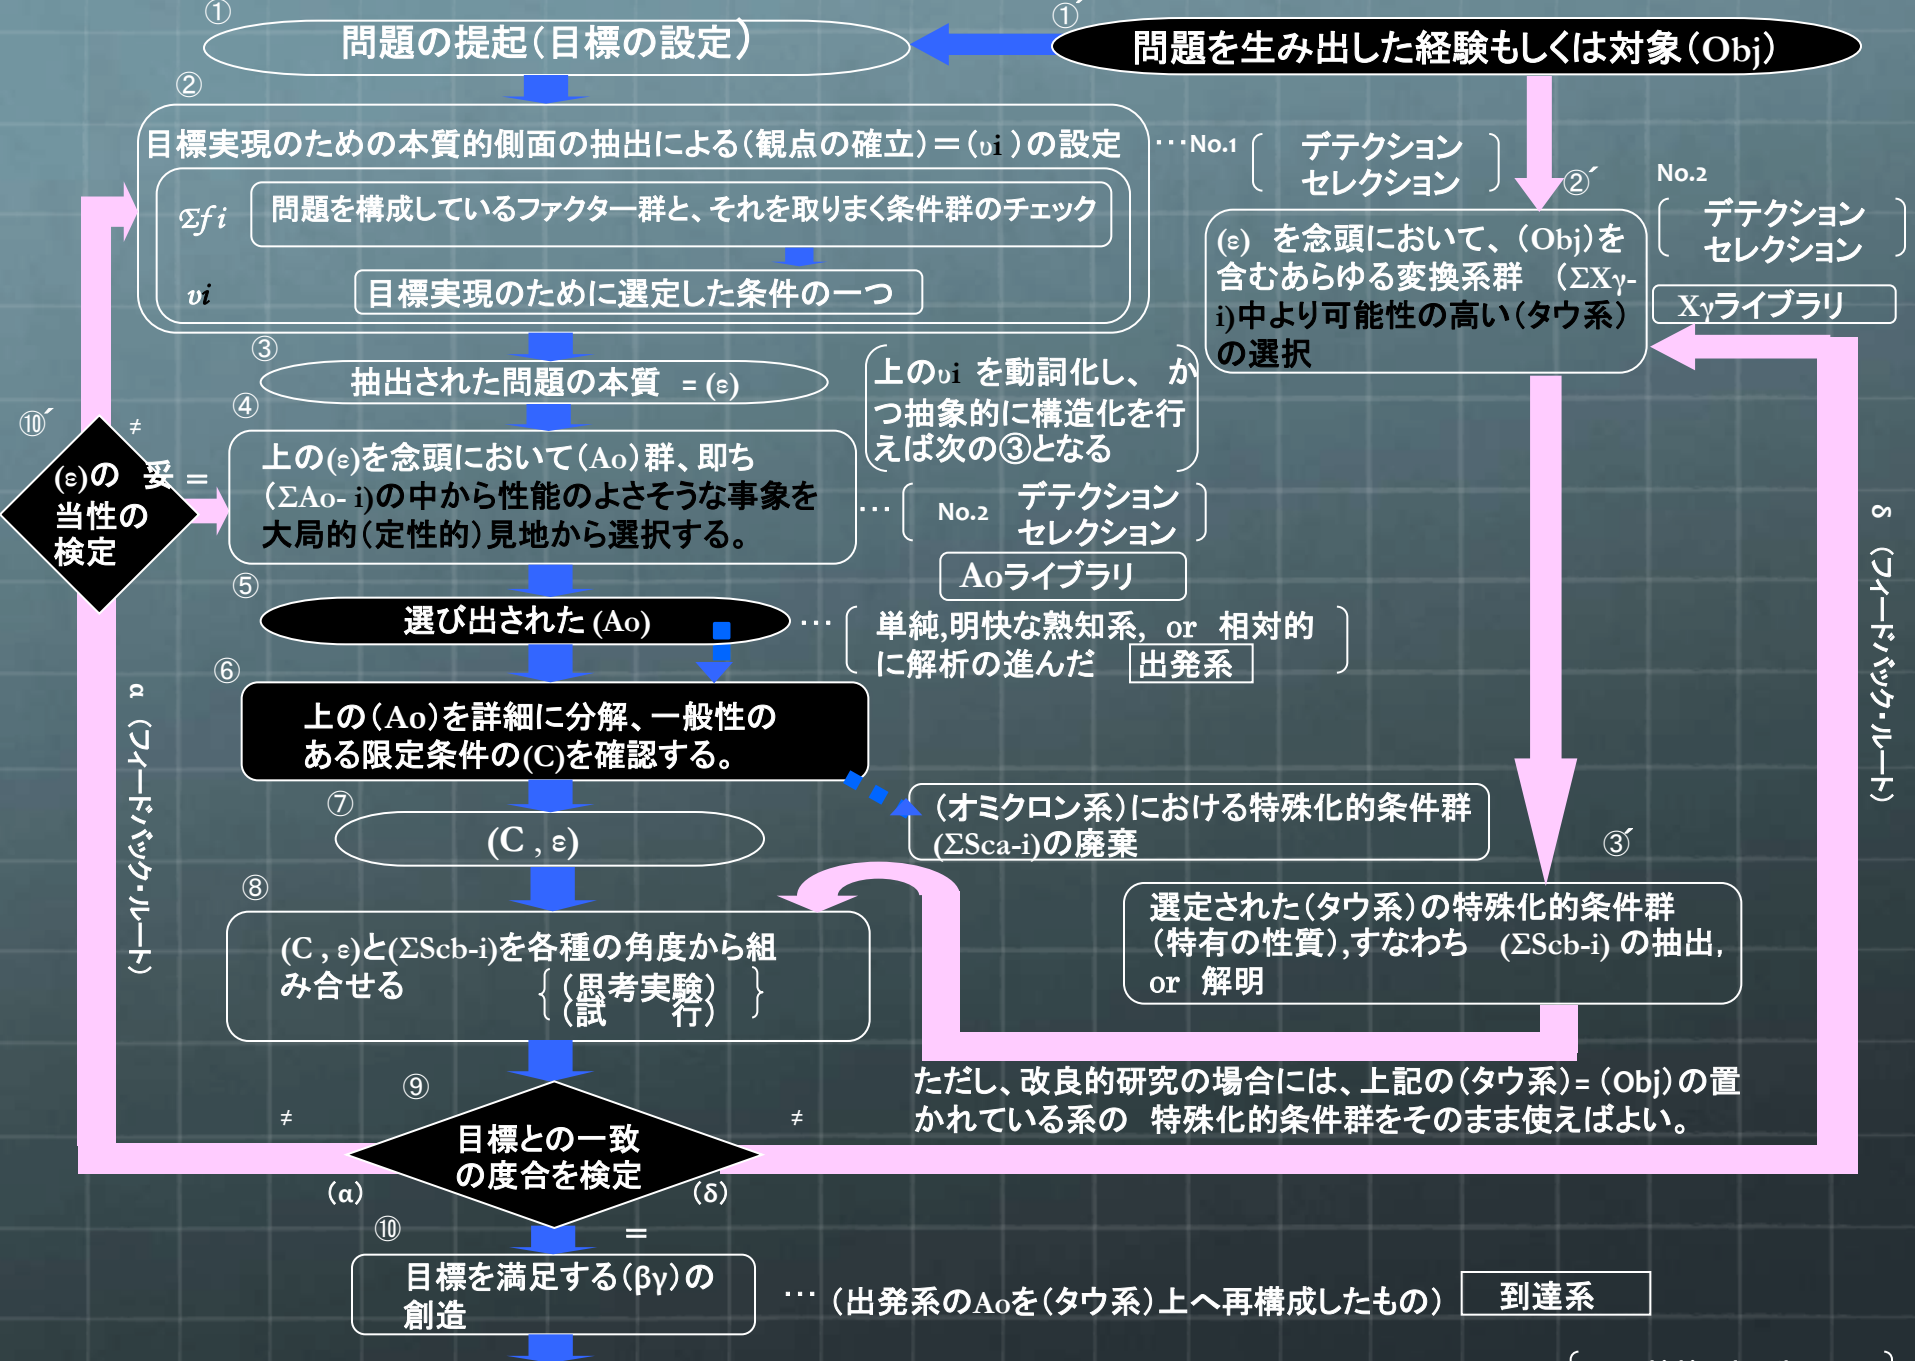 ①
問題の提起（目標の設定）
①´
問題を生み出した経験もしくは対象（Obj）
②
目標実現のための本質的側面の抽出による（観点の確立）＝（υi ）の設定
…No.1
デテクション
セレクション
Σf i
問題を構成しているファクター群と、それを取りまく条件群のチェック
υi
目標実現のために選定した条件の一つ
②´
No.2
デテクション
セレクション
(ε) を念頭において、（Obj）を
含むあらゆる変換系群 （ΣXγ-
i)中より可能性の高い（タウ系）
の選択
Xγライブラリ
③
抽出された問題の本質 = (ε)
上のυi を動詞化し、 か
つ抽象的に構造化を行
えば次の③となる
④
上の(ε)を念頭において（Ao）群、即ち
（ΣAo- i)の中から性能のよさそうな事象を
大局的（定性的）見地から選択する。
…
No.2
デテクション
セレクション
Aoライブラリ
⑩´
≠
(ε)の 妥
当性の
検定
＝
⑤
選び出された (Ao)
…
単純,明快な熟知系, or 相対的
に解析の進んだ 出発系
⑥
上の（Ao）を詳細に分解、一般性の
ある限定条件の(C)を確認する。
α （フィードバック・ルート）
δ （フィードバック・ルート）
⑦
(C , ε)
（オミクロン系）における特殊化的条件群
(ΣSca-i)の廃棄
③´
選定された（タウ系）の特殊化的条件群
（特有の性質）,すなわち (ΣScb-i) の抽出,
or 解明
⑧
(C , ε)と(ΣScb-i)を各種の角度から組
み合せる
（思考実験）
（試 行）
ただし、改良的研究の場合には、上記の（タウ系）= （Obj）の置
かれている系の 特殊化的条件群をそのまま使えばよい。
⑨
≠
≠
目標との一致
の度合を検定
（α）
（δ）
⑩
＝
目標を満足する(βγ）の
創造
… （出発系のAoを（タウ系）上へ再構成したもの）
到達系